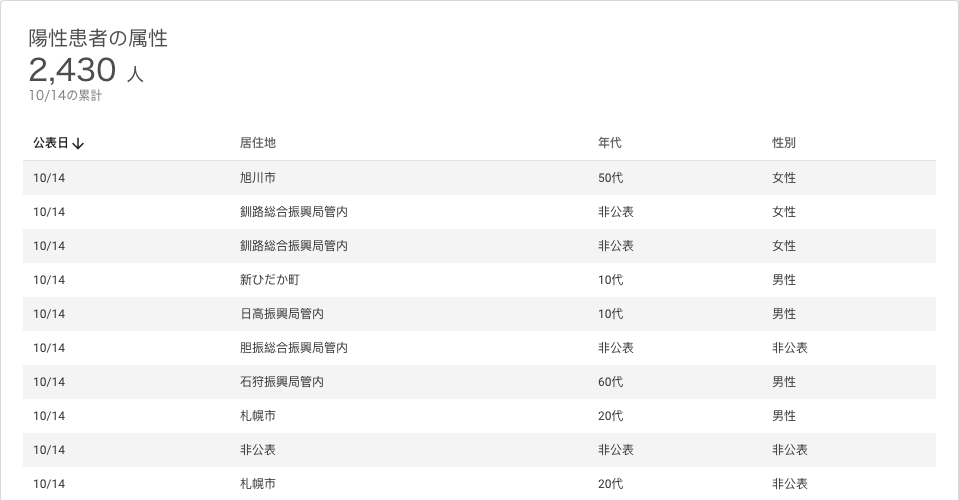 陽性患者の属性
2,430 人
10/14の累計
公表日↓ 居住地 年代 性別
10/14 旭川市 50代 女性
10/14 釧路総合振興局管内 非公表 女性
10/14 釧路総合振興局管内 非公表 女性
10/14 新ひだか町 10代 男性
10/14 日高振興局管内 10代 男性
10/14 胆振総合振興局管内 非公表 非公表
10/14 石狩振興局管内 60代 男性
10/14 札幌市 20代 男性
10/14 非公表 非公表 非公表
10/14 札幌市 20代 非公表